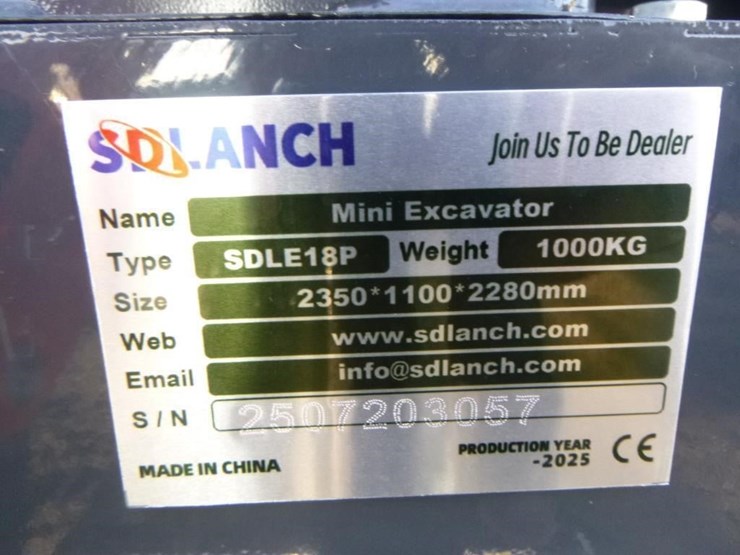 SDLANCH
Join Us To Be Dealer
Name Mini Excavator
Type SDLE18P Weight 1000KG
Size 2350*1100*2280mm
Web www.sdlanch.com
Email info@sdlanch.com
S/N 2507203057
MADE IN CHINA
PRODUCTION YEAR
-2025
CE